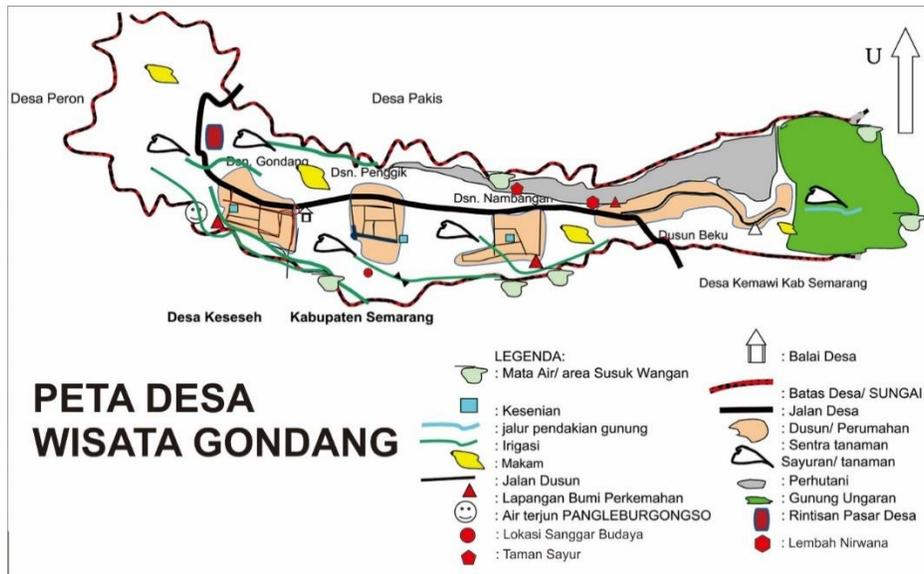 U
Desa Peron
Desa Pakis
Dsn. Gondang
Dsn. Penggik
Dsn. Nambangan
Dusun Beku
Desa Kemawi Kab Semarang
Desa Keseseh
Kabupaten Semarang
PETA DESA
WISATA GONDANG
LEGENDA:
: Mata Air/ area Susuk Wangan
: Kesenian
: jalur pendakian gunung
: Irigasi
: Makam
: Jalan Dusun
: Lapangan Bumi Perkemahan
: Air terjun PANGLEBURGONGSO
: Lokasi Sanggar Budaya
: Taman Sayur
: Balai Desa
: Batas Desa/ SUNGAI
: Jalan Desa
: Dusun/ Perumahan
: Sentra tanaman
Sayuran/ tanaman
: Perhutani
: Gunung Ungaran
: Rintisan Pasar Desa
: Lembah Nirwana